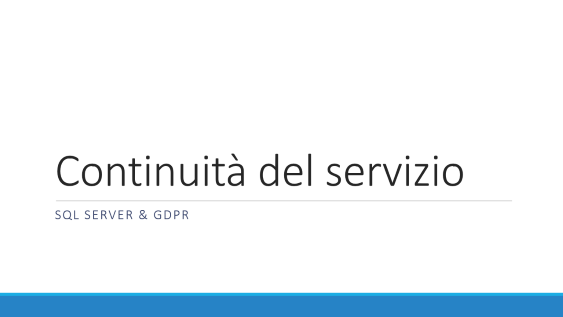 Continuità del servizio
SQL SERVER & GDPR